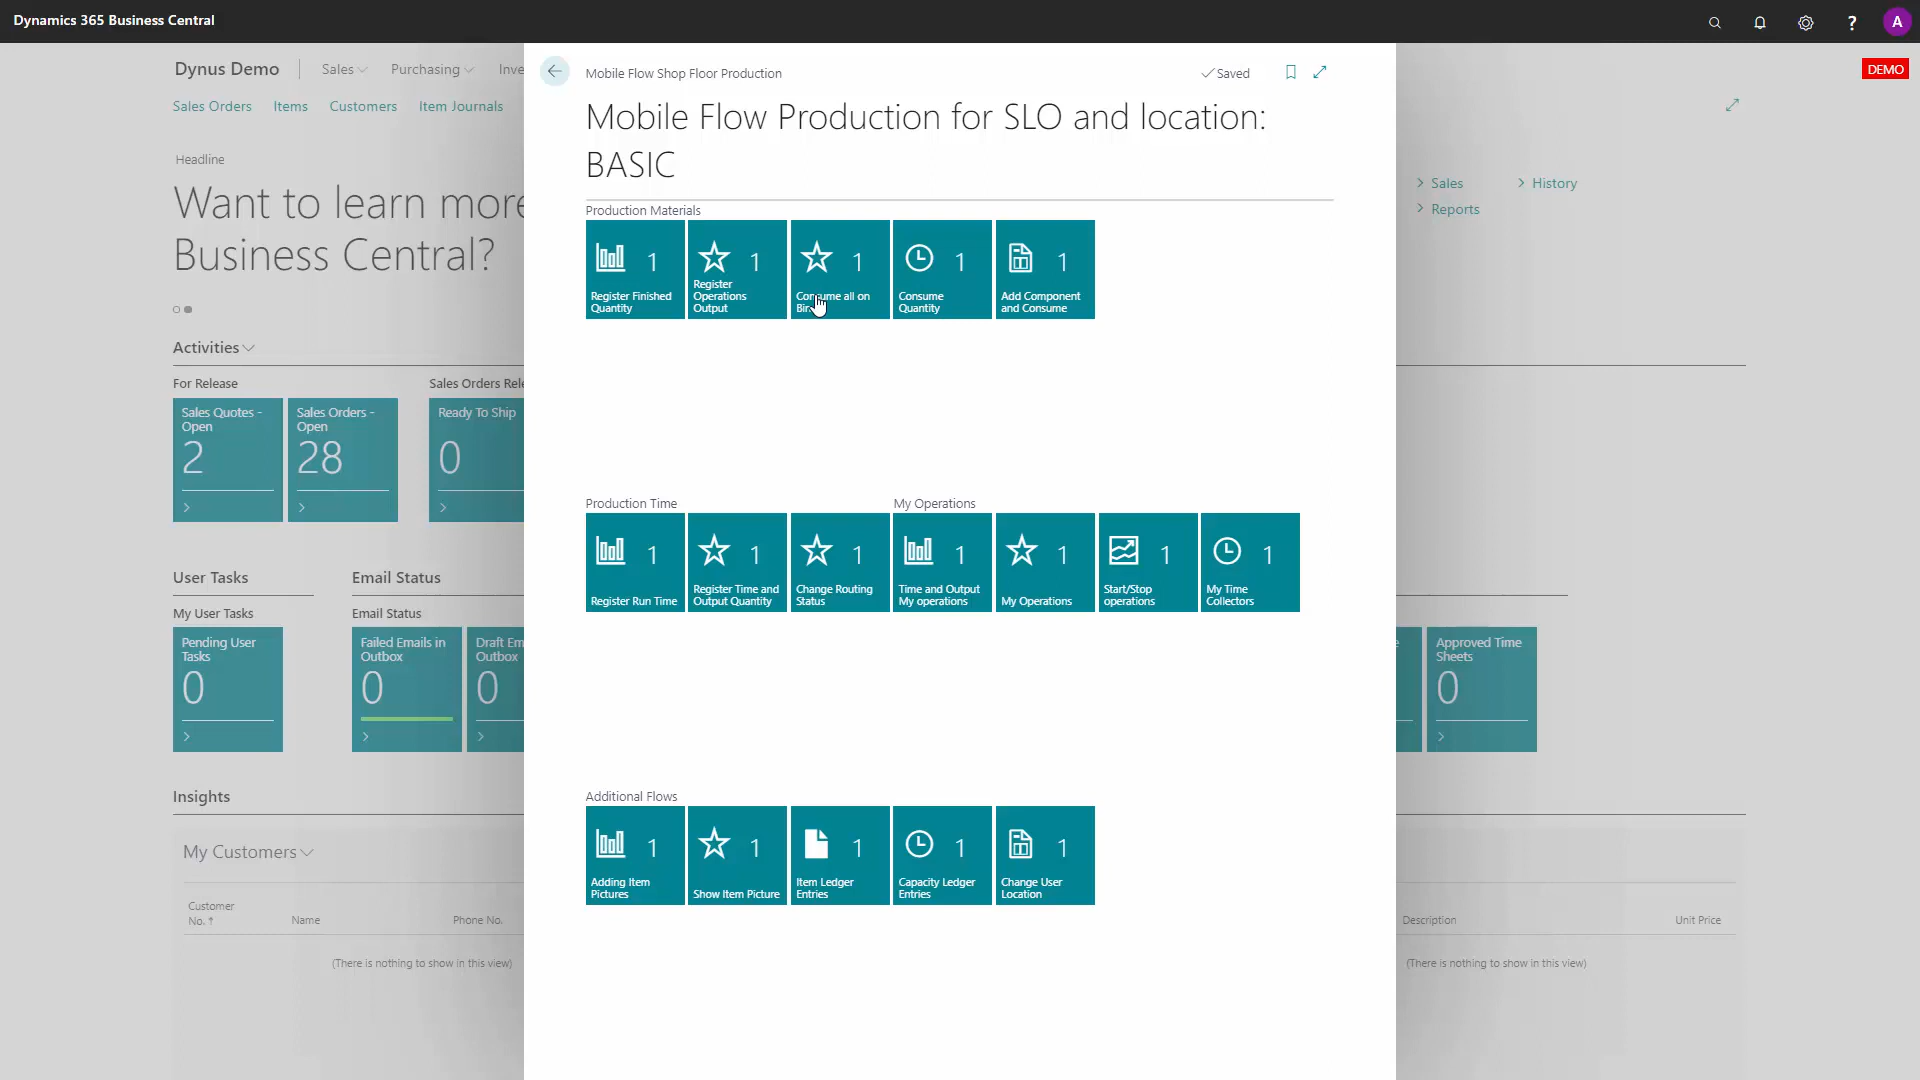 Dynamics 365 Business Central
?
A
Dynus Demo
Sales
Purchasing
Inve
DEMO
Sales Orders
Items
Customers
Item Journals
Headline
Want to learn more
Business Central?
Sales
History
Reports
Activities
For Release
Sales Orders Rele
Sales Quotes -
Open
2
Sales Orders -
Open
28
Ready To Ship
0
User Tasks
Email Status
My User Tasks
Email Status
Pending User
Tasks
0
Failed Emails in
Outbox
0
Draft Em
Outbox
0
e
Approved Time
Sheets
0
Insights
My Customers
Customer
No. ↑
Name
Phone No.
Description
Unit Price
(There is nothing to show in this view)
(There is nothing to show in this view)
Mobile Flow Shop Floor Production
Saved
Mobile Flow Production for SLO and location:
BASIC
Production Materials
1
Register Finished
Quantity
1
Register
Operations
Output
1
Consume all on
Bin
1
Consume
Quantity
1
Add Component
and Consume
Production Time
1
Register Run Time
1
Register Time and
Output Quantity
1
Change Routing
Status
My Operations
1
Time and Output
My operations
1
My Operations
1
Start/Stop
operations
1
My Time
Collectors
Additional Flows
1
Adding Item
Pictures
1
Show Item Picture
1
Item Ledger
Entries
1
Capacity Ledger
Entries
1
Change User
Location